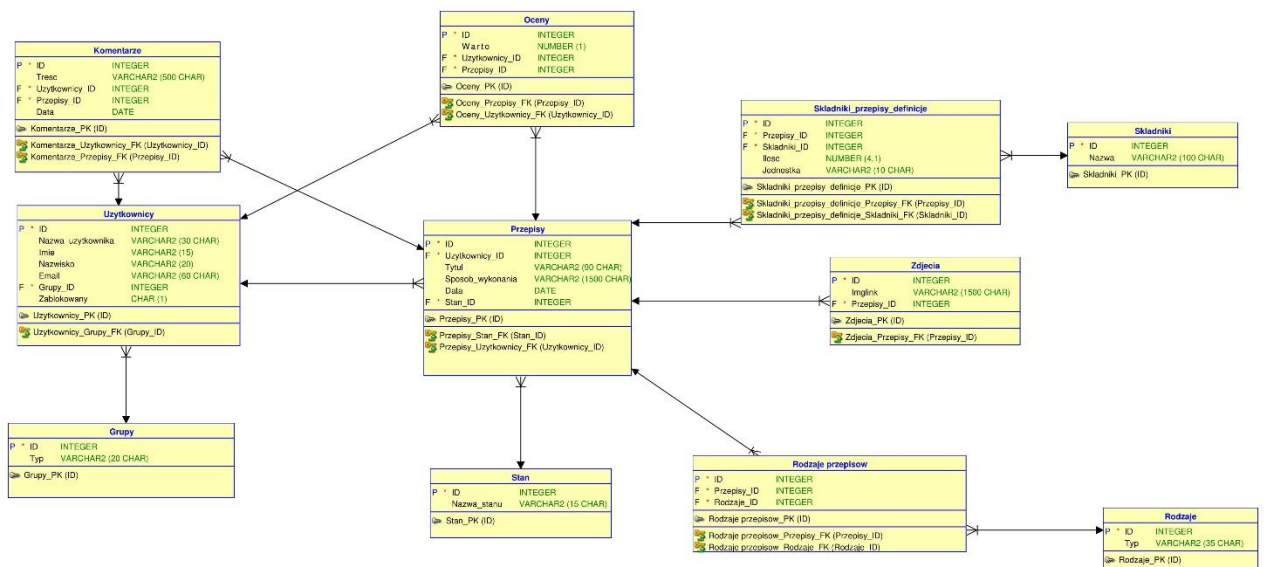 Komentarze
P * ID INTEGER
Tresc VARCHAR2 (500 CHAR)
F * Uzytkownicy_ID INTEGER
F * Przepisy_ID INTEGER
Data DATE
Komentarze_PK (ID)
Komentarze_Uzytkownicy_FK (Uzytkownicy_ID)
Komentarze_Przepisy_FK (Przepisy_ID)
Oceny
P * ID INTEGER
Warto NUMBER (1)
F * Uzytkownicy_ID INTEGER
F * Przepisy_ID INTEGER
Oceny_PK (ID)
Oceny_Przepisy_FK (Przepisy_ID)
Oceny_Uzytkownicy_FK (Uzytkownicy_ID)
Skladniki_przepisy_definicje
P * ID INTEGER
F * Przepisy_ID INTEGER
F * Skladniki_ID INTEGER
Ilosc NUMBER (4,1)
Jednostka VARCHAR2 (10 CHAR)
Skladniki_przepisy_definicje_PK (ID)
Skladniki_przepisy_definicje_Przepisy_FK (Przepisy_ID)
Skladniki_przepisy_definicje_Skladniki_FK (Skladniki_ID)
Skladniki
P * ID INTEGER
Nazwa VARCHAR2 (100 CHAR)
Skladniki_PK (ID)
Uzytkownicy
P * ID INTEGER
Nazwa_uzytkownika VARCHAR2 (30 CHAR)
Imie VARCHAR2 (15)
Nazwisko VARCHAR2 (20)
Email VARCHAR2 (60 CHAR)
F * Grupy_ID INTEGER
Zablokowany CHAR (1)
Uzytkownicy_PK (ID)
Uzytkownicy_Grupy_FK (Grupy_ID)
Przepisy
P * ID INTEGER
F * Uzytkownicy_ID INTEGER
Tytul VARCHAR2 (90 CHAR)
Sposob_wykonania VARCHAR2 (1500 CHAR)
Data DATE
F * Stan_ID INTEGER
Przepisy_PK (ID)
Przepisy_Stan_FK (Stan_ID)
Przepisy_Uzytkownicy_FK (Uzytkownicy_ID)
Zdjecia
P * ID INTEGER
Imglink VARCHAR2 (1500 CHAR)
F * Przepisy_ID INTEGER
Zdjecia_PK (ID)
Zdjecia_Przepisy_FK (Przepisy_ID)
Grupy
P * ID INTEGER
Typ VARCHAR2 (20 CHAR)
Grupy_PK (ID)
Stan
P * ID INTEGER
Nazwa_stanu VARCHAR2 (15 CHAR)
Stan_PK (ID)
Rodzaje przepisow
P * ID INTEGER
F * Przepisy_ID INTEGER
F * Rodzaje_ID INTEGER
Rodzaje przepisow_PK (ID)
Rodzaje przepisow_Przepisy_FK (Przepisy_ID)
Rodzaje przepisow_Rodzaje_FK (Rodzaje_ID)
Rodzaje
P * ID INTEGER
Typ VARCHAR2 (35 CHAR)
Rodzaje_PK (ID)